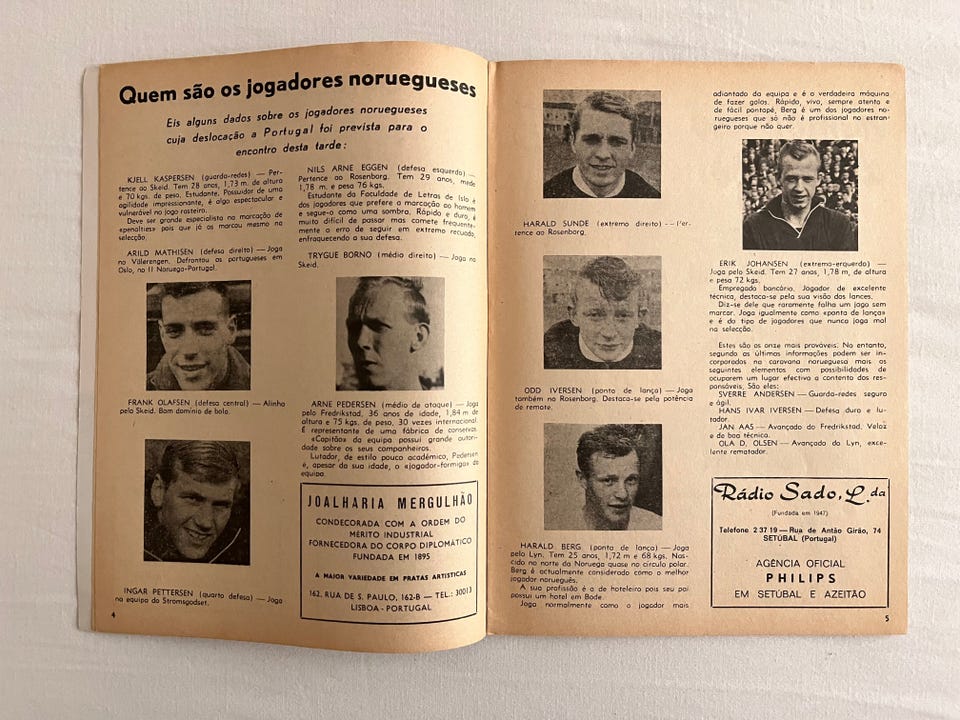 Quem são os jogadores noruegueses
Eis alguns dados sobre os jogadores noruegueses
cuja deslocação a Portugal foi prevista para o
encontro desta tarde:
KJELL KASPERSEN (guarda-redes) — Per-
tence ao Skeid. Tem 28 anos, 1,73 m. de altura
e 70 kgs. de peso. Estudante. Possuidor de uma
agilidade impressionante, é algo espectacular e
vulnerável no jogo rasteiro.
Deve ser grande especialista na marcação de
«penalties» pois que já os marcou mesmo na
selecção.
ARILD MATHISEN (defesa direito) — Joga
no Vålerengen. Defrontou os portugueses em
Oslo, no II Noruega-Portugal.
FRANK OLAFSEN (defesa central) — Alinha
pelo Skeid. Bom domínio de bola.
INGAR PETTERSEN (quarto defesa) — Joga
na equipa do Stromsgodset.
4
NILS ARNE EGGEN (defesa esquerdo) —
Pertence ao Rosenborg. Tem 29 anos, mede
1,78 m. e pesa 76 kgs.
Estudante da Faculdade de Letras de Islo é
dos jogadores que prefere a marcação ao homem
e segue-o como uma sombra. Rápido e duro, é
muito difícil de passar mas comete frequente-
mente o erro de seguir em extremo recuado,
enfraquecendo a sua defesa.
TRYGUE BORNO (médio direito) — Joga no
Skeid.
ARNE PEDERSEN (médio de ataque) — Joga
pelo Fredrikstad. 36 anos de idade, 1,84 m de
altura e 75 kgs. de peso, 30 vezes internacional.
É representante de uma fábrica de conservas.
«Capitão» da equipa possui grande autori-
dade sobre os seus companheiros.
Lutador, de estilo pouco académico, Pedersen
é, apesar da sua idade, o «jogador-formiga» da
equipa.
JOALHARIA MERGULHÃO
CONDECORADA COM A ORDEM DO
MÉRITO INDUSTRIAL
FORNECEDORA DO CORPO DIPLOMÁTICO
FUNDADA EM 1895
A MAIOR VARIEDADE EM PRATAS ARTISTICAS
162, RUA DE S. PAULO, 162-B — TEL.: 30013
LISBOA - PORTUGAL
HARALD SUNDE (extremo direito) — Per-
tence ao Rosenborg.
ODD IVERSEN (ponta de lança) — Joga
também no Rosenborg. Destaca-se pela potência
de remate.
HARALD BERG (ponta de lança) — Joga
pelo Lyn. Tem 25 anos, 1,72 m e 68 kgs. Nas-
cido no norte da Noruega quase no círculo polar.
Berg é actualmente considerado como o melhor
jogador norueguês.
A sua profissão é a de hoteleiro pois seu pai
possui um hotel em Bode.
Joga normalmente como o jogador mais
adiantado da equipa e é o verdadeira máquina
de fazer golos. Rápido, vivo, sempre atento e
de fácil pontapé, Berg é um dos jogadores no-
ruegueses que só não é profissional no estran-
geiro porque não quer.
ERIK JOHANSEN (extremo-erquerdo) —
Joga pelo Skeid. Tem 27 anos, 1,78 m, de altura
e pesa 72 kgs.
Empregado bancário. Jogador de excelente
técnica, destaca-se pela sua visão dos lances.
Diz-se dele que raramente falha um jogo sem
marcar. Joga igualmente como «ponta de lança»
e é do tipo de jogadores que nunca joga mal
na selecção.
Estes são os onze mais prováveis. No entanto,
segundo as últimas informações podem ser in-
corporados na caravana norueguesa mais os
seguintes elementos com possibilidades de
ocuparem um lugar efectivo a contento dos res-
ponsáveis. São eles:
SVERRE ANDERSEN — Guarda-redes seguro
e ágil.
HANS IVAR IVERSEN — Defesa duro e lu-
tador.
JAN AAS — Avançado do Fredrikstad. Veloz
e de boa técnica.
OLA D. OLSEN — Avançado do Lyn, exce-
lente rematador.
Rádio Sado, L.da
(Fundada em 1947)
Telefone 2 37 19 — Rua de Antão Girão, 74
SETÚBAL (Portugal)
AGÊNCIA OFICIAL
PHILIPS
EM SETÚBAL E AZEITÃO
5